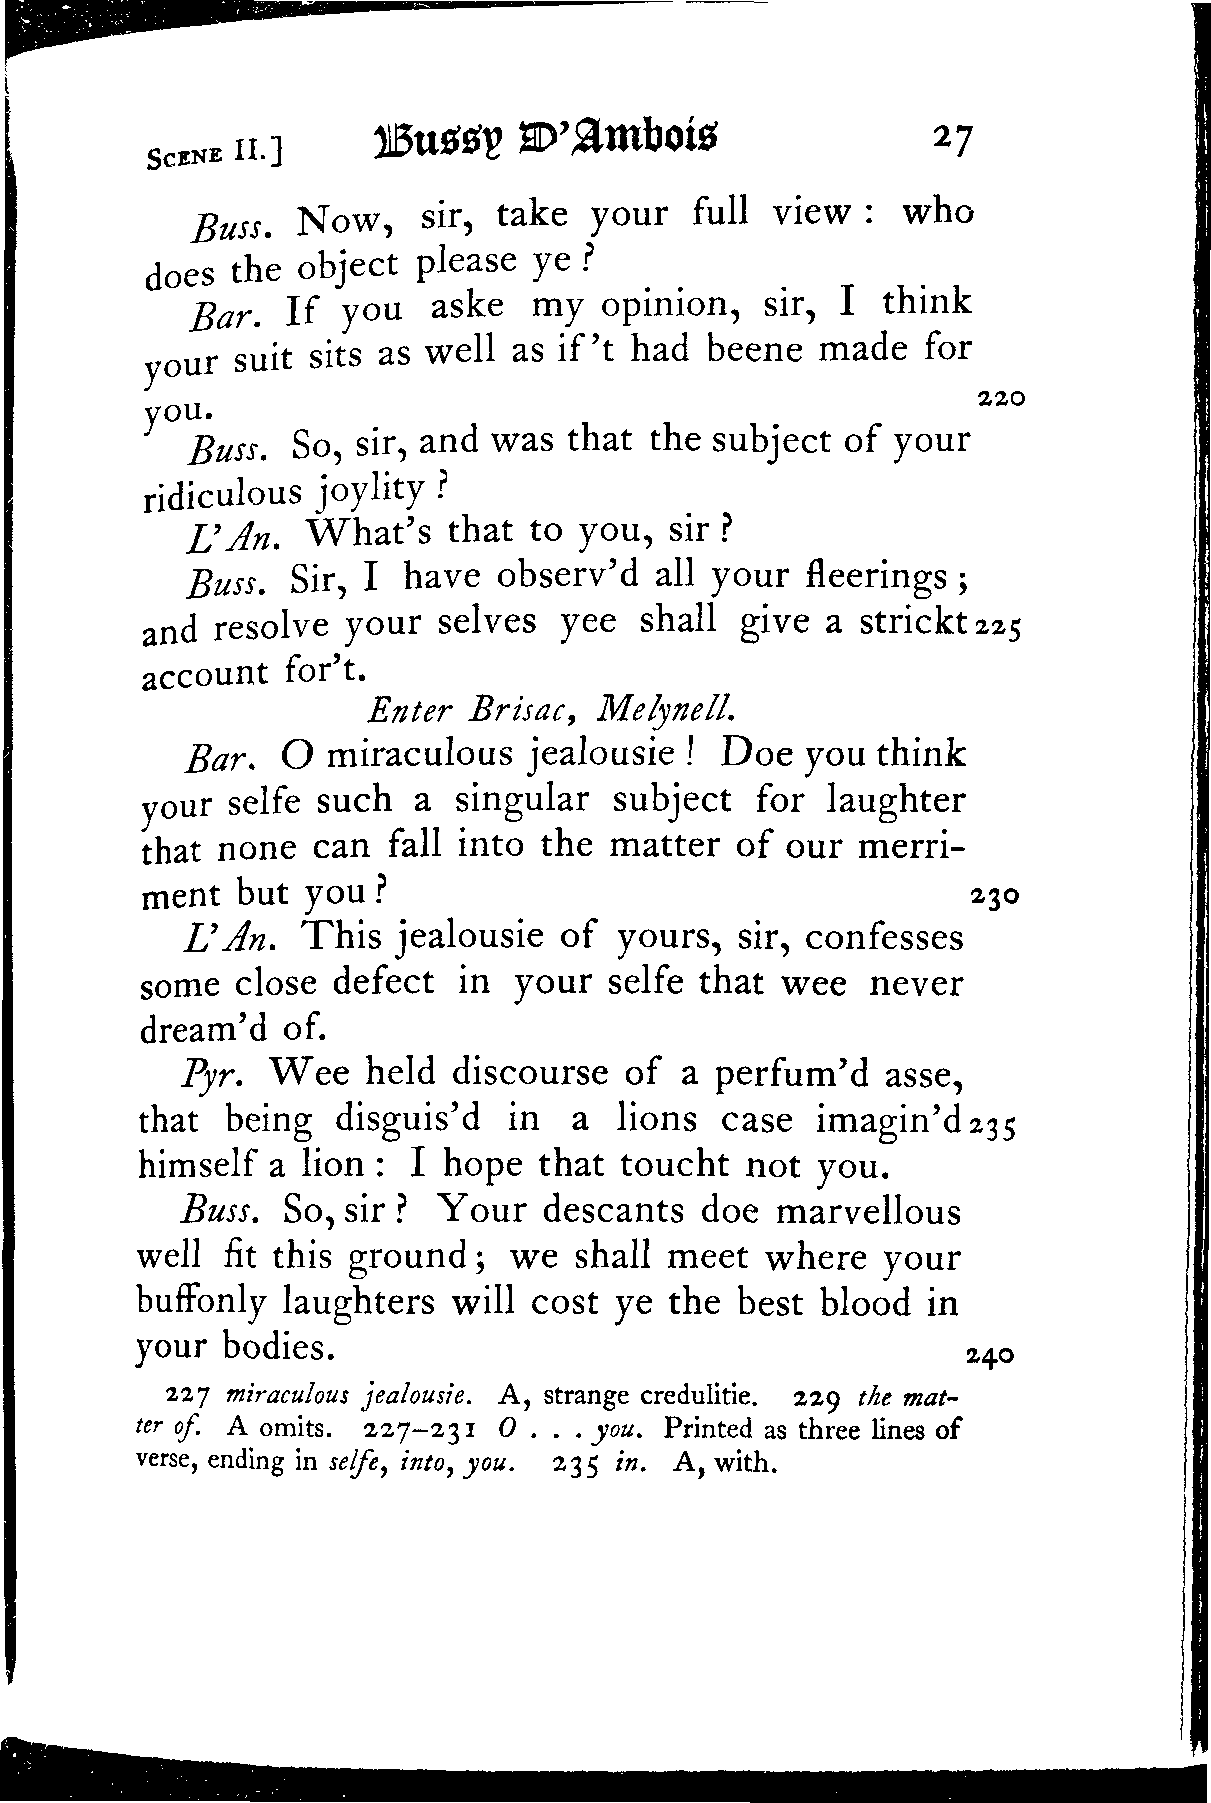 SCENE II.] Bussy D'Ambois 27
Buss. Now, sir, take your full view : who
does the object please ye ?
Bar. If you aske my opinion, sir, I think
your suit sits as well as if 't had beene made for
you. 220
Buss. So, sir, and was that the subject of your
ridiculous joylity ?
L'An. What's that to you, sir ?
Buss. Sir, I have observ'd all your fleerings ;
and resolve your selves yee shall give a strickt 225
account for't.
Enter Brisac, Melynell.
Bar. O miraculous jealousie ! Doe you think
your selfe such a singular subject for laughter
that none can fall into the matter of our merri-
ment but you ? 230
L'An. This jealousie of yours, sir, confesses
some close defect in your selfe that wee never
dream'd of.
Pyr. Wee held discourse of a perfum'd asse,
that being disguis'd in a lions case imagin'd 235
himself a lion : I hope that toucht not you.
Buss. So, sir ? Your descants doe marvellous
well fit this ground ; we shall meet where your
buffonly laughters will cost ye the best blood in
your bodies. 240
227 miraculous jealousie. A, strange credulitie. 229 the mat-
ter of. A omits. 227–231 O . . . you. Printed as three lines of
verse, ending in selfe, into, you. 235 in. A, with.